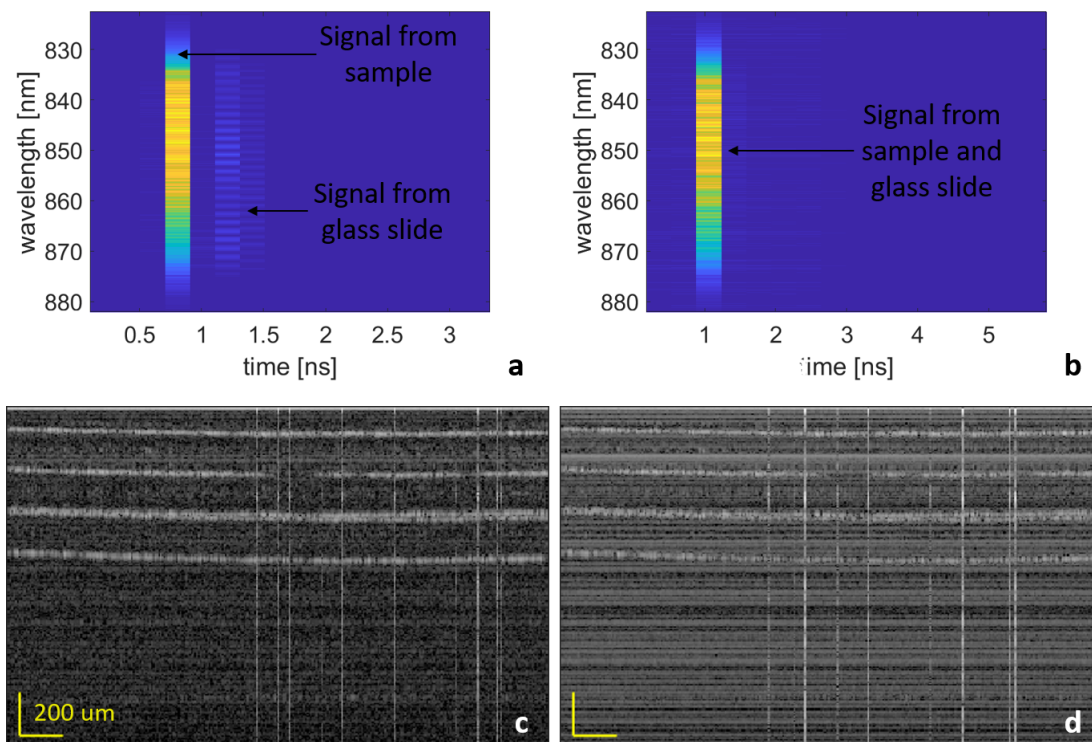 830
840
850
860
870
880
wavelength [nm]
Signal from
sample
Signal from
glass slide
0.5 1 1.5 2 2.5 3
time [ns]
a
830
840
850
860
870
880
wavelength [nm]
Signal from
sample and
glass slide
1 2 3 4 5
ime [ns]
b
200 um
c
d